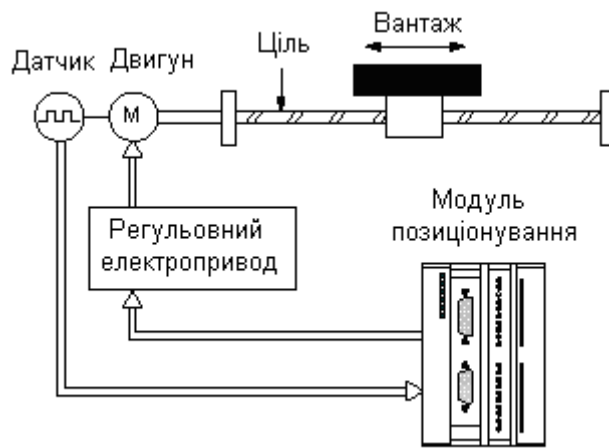 Ціль
Вантаж
Датчик
Двигун
M
Модуль
позиціонування
Регульовний
електропривод